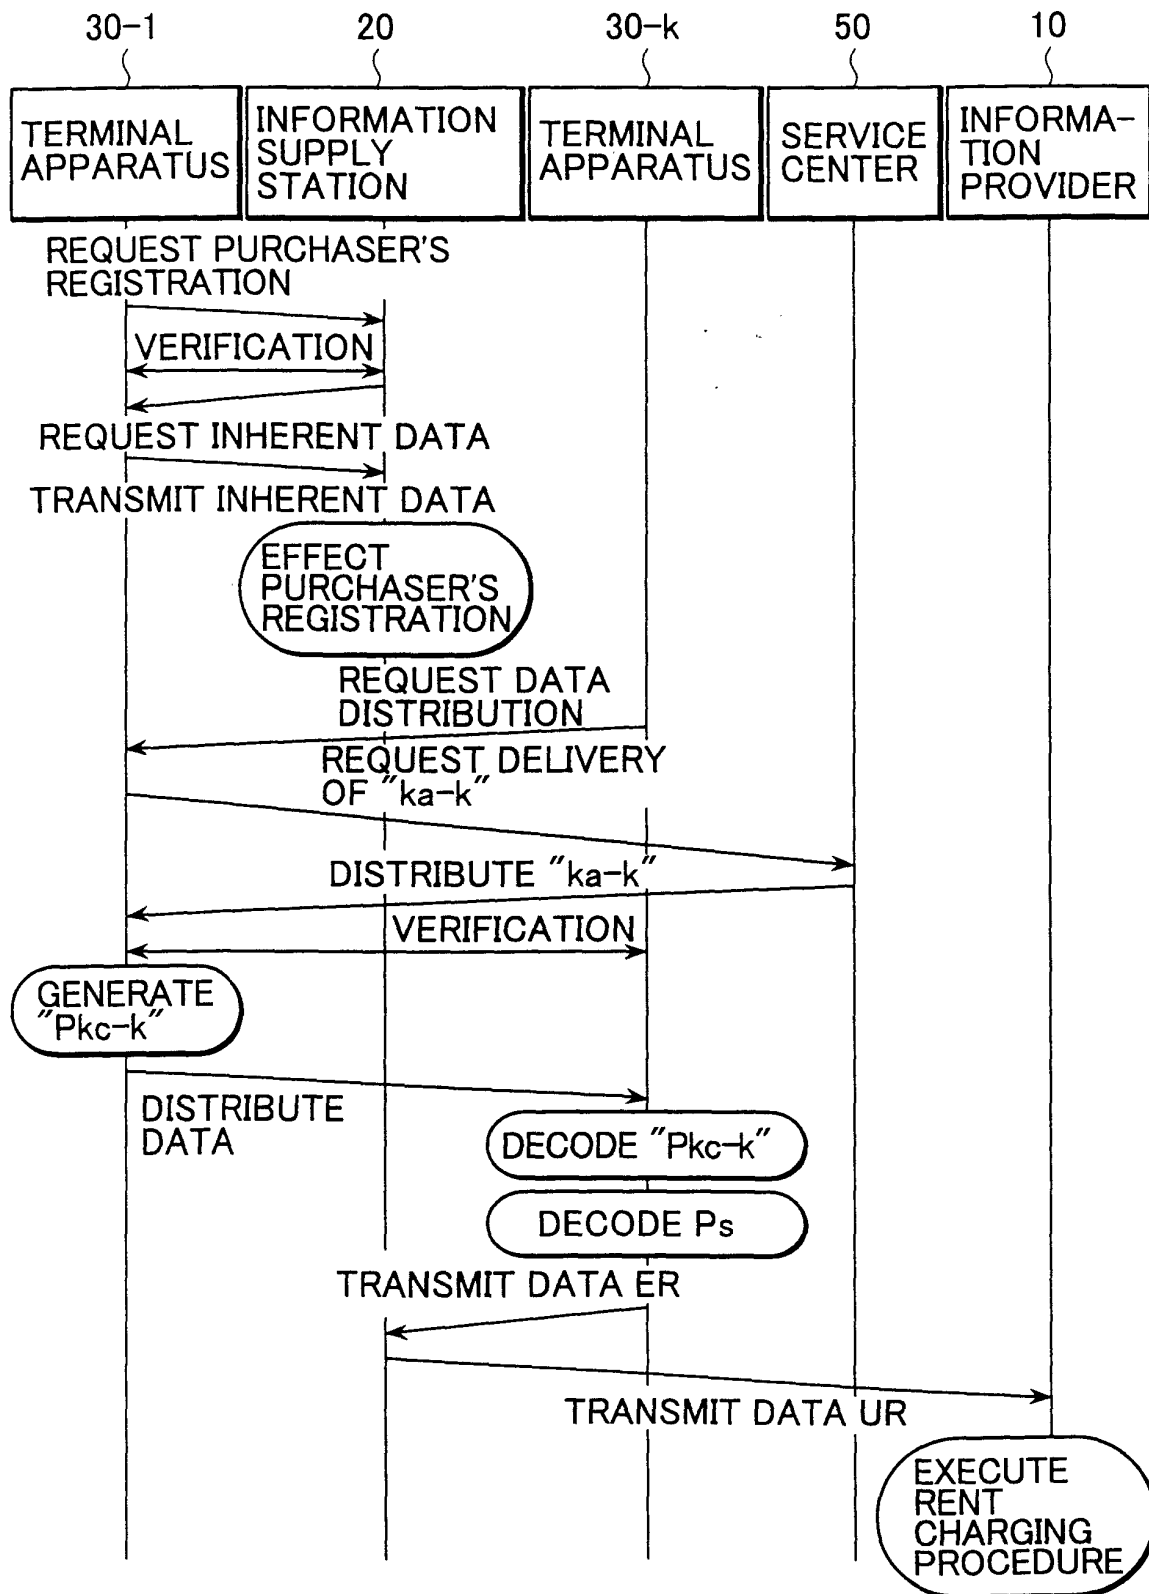 30-1 20 30-k 50 10
TERMINAL
APPARATUS
INFORMATION
SUPPLY
STATION
TERMINAL
APPARATUS
SERVICE
CENTER
INFORMA-
TION
PROVIDER
REQUEST PURCHASER'S
REGISTRATION
VERIFICATION
REQUEST INHERENT DATA
TRANSMIT INHERENT DATA
EFFECT
PURCHASER'S
REGISTRATION
REQUEST DATA
DISTRIBUTION
REQUEST DELIVERY
OF "ka-k"
DISTRIBUTE "ka-k"
VERIFICATION
GENERATE
"Pkc-k"
DISTRIBUTE
DATA
DECODE "Pkc-k"
DECODE Ps
TRANSMIT DATA ER
TRANSMIT DATA UR
EXECUTE
RENT
CHARGING
PROCEDURE